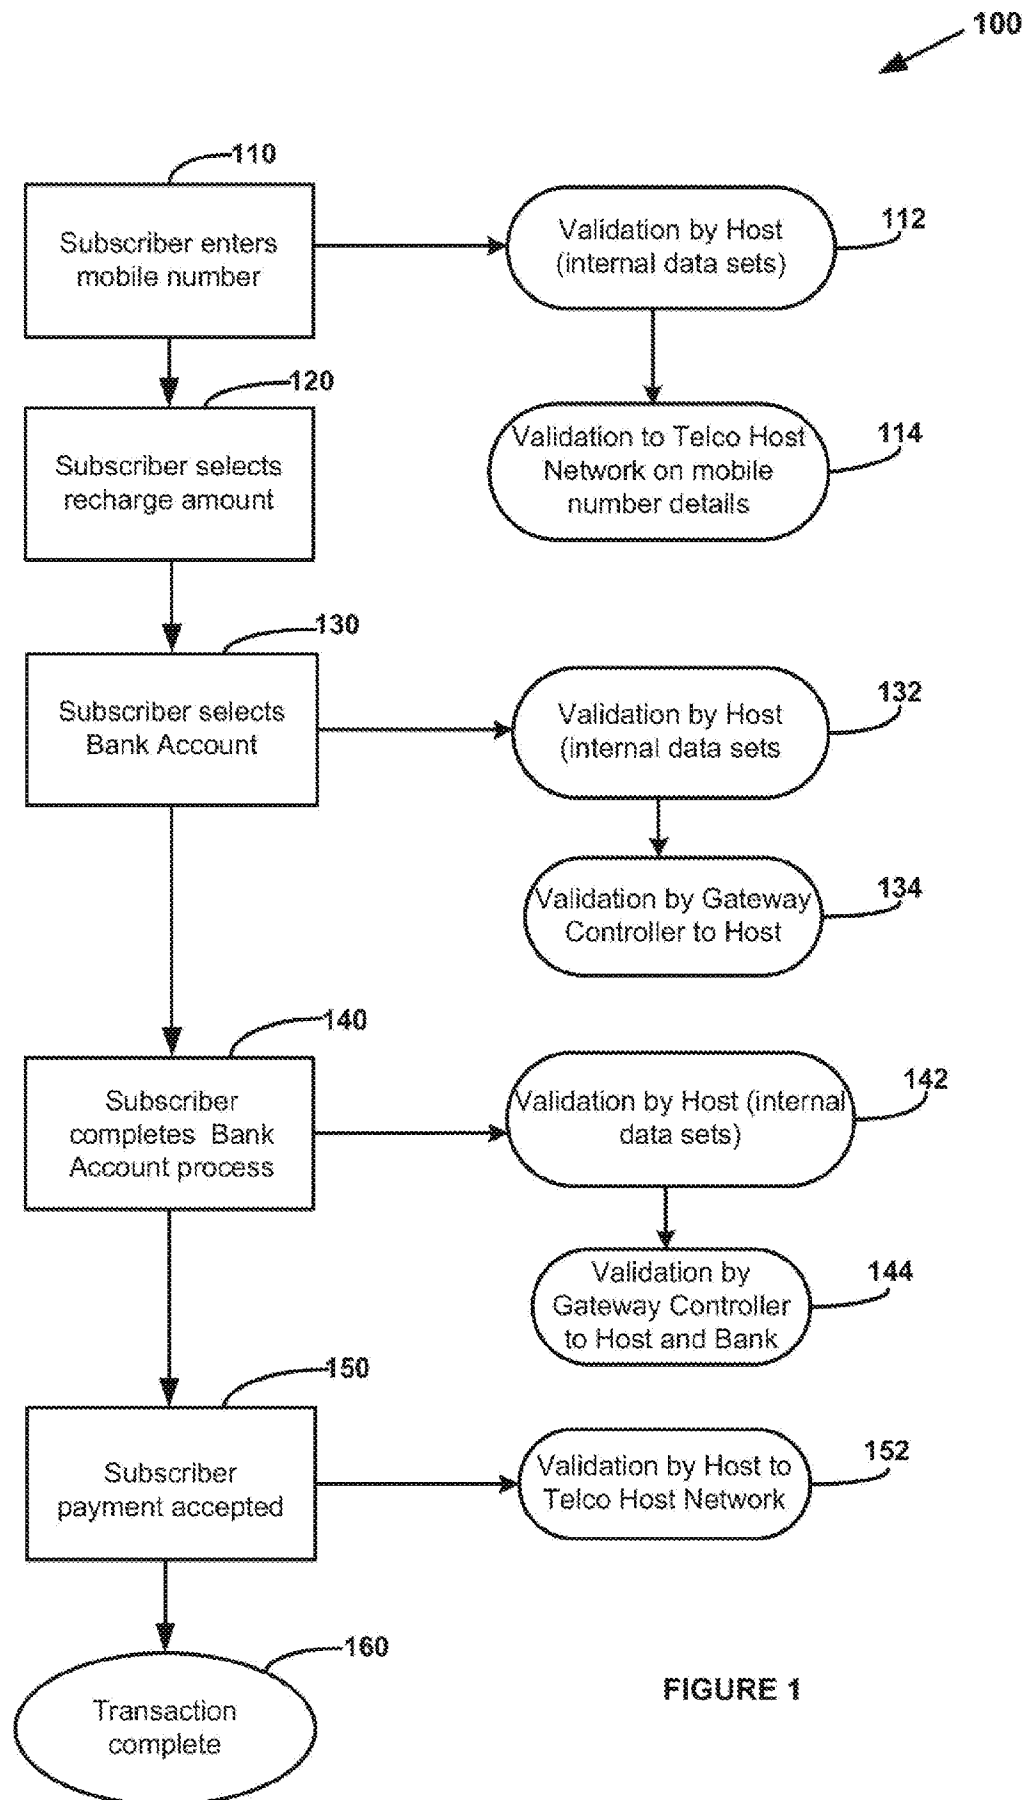 100
110
Subscriber enters
mobile number
Validation by Host
(internal data sets)
112
120
Subscriber selects
recharge amount
Validation to Telco Host
Network on mobile
number details
114
130
Subscriber selects
Bank Account
Validation by Host
(internal data sets
132
Validation by Gateway
Controller to Host
134
140
Subscriber
completes Bank
Account process
Validation by Host (internal
data sets)
142
Validation by
Gateway Controller
to Host and Bank
144
150
Subscriber
payment accepted
Validation by Host to
Telco Host Network
152
160
Transaction
complete
FIGURE 1